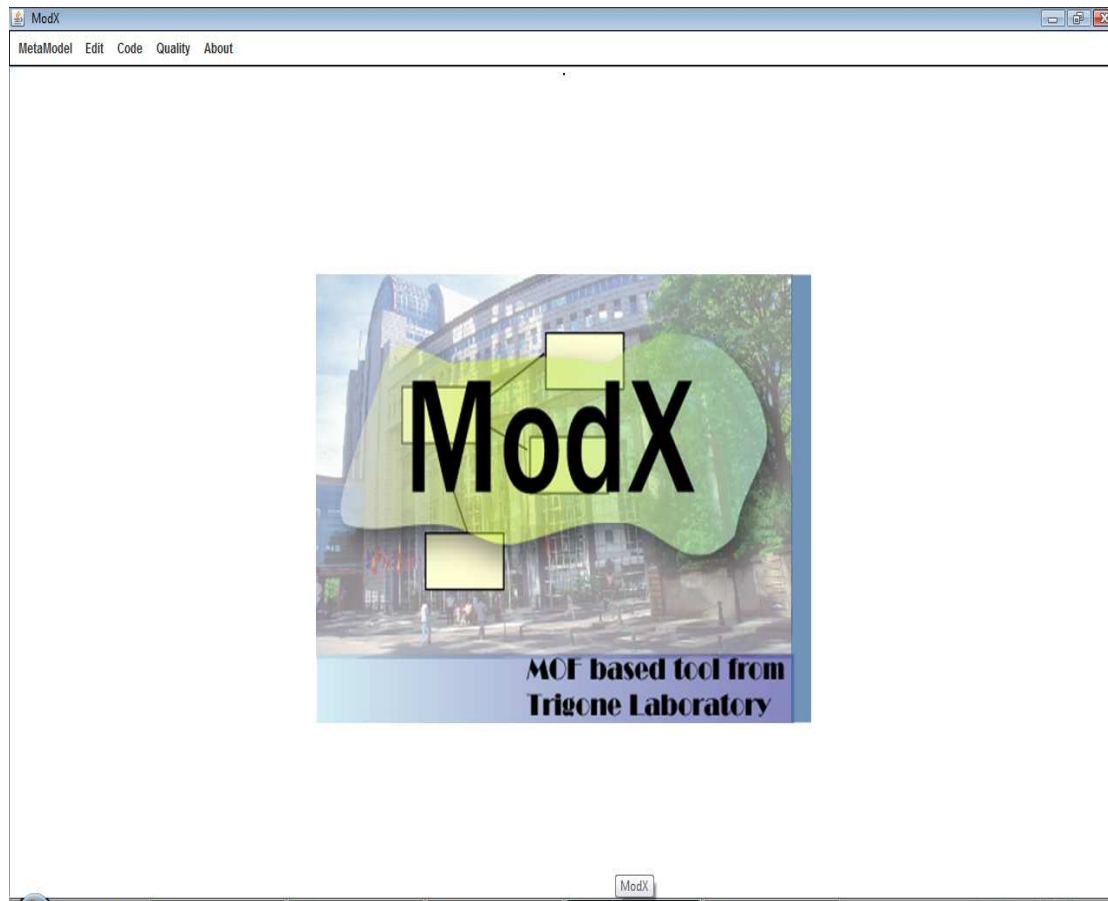 ModX
MetaModel Edit Code Quality About
ModX
MOF based tool from
Trigone Laboratory
ModX